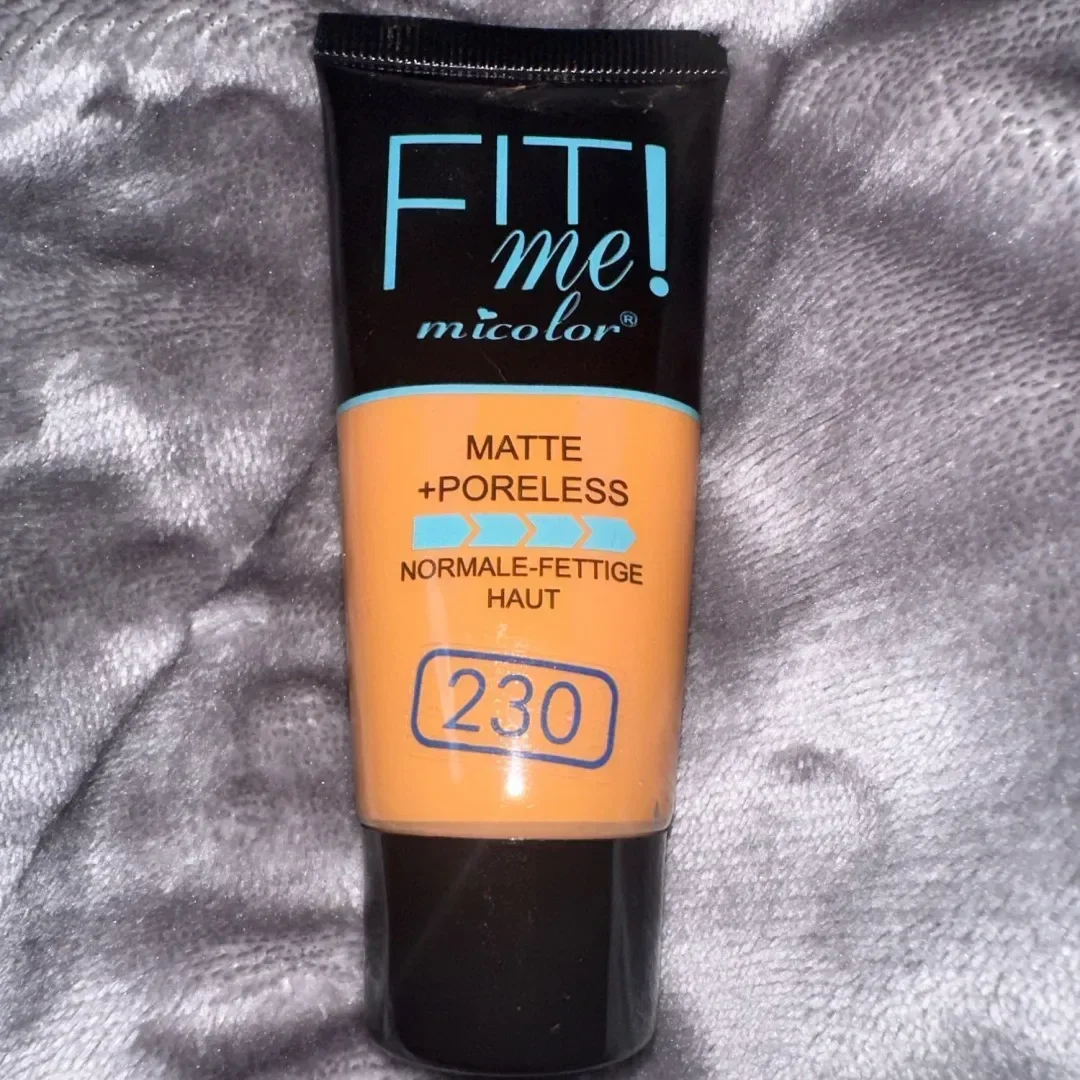 FIT
me!
micolor®
MATTE
+PORELESS
NORMALE-FETTIGE
HAUT
230